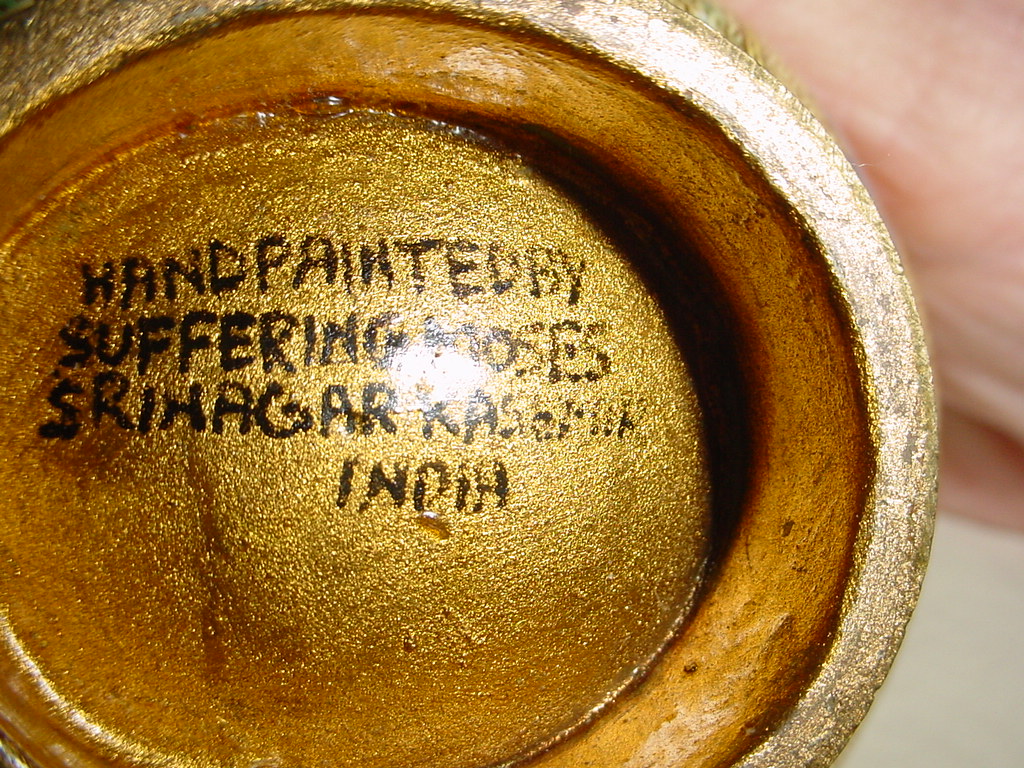 HANDPAINTED BY
SUFFERING MOSES
SRINAGAR KASHMIR
INDIA